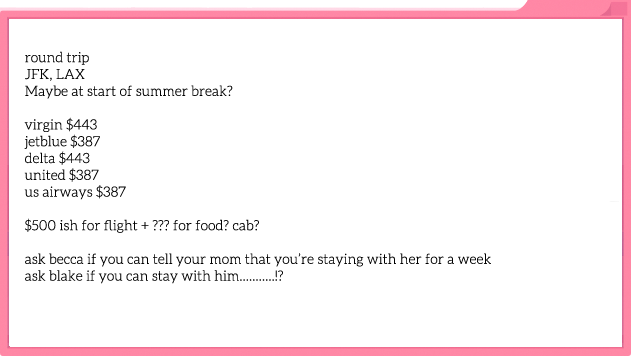 round trip
JFK, LAX
Maybe at start of summer break?
virgin $443
jetblue $387
delta $443
united $387
us airways $387
$500 ish for flight + ??? for food? cab?
ask becca if you can tell your mom that you're staying with her for a week
ask blake if you can stay with him...........!?